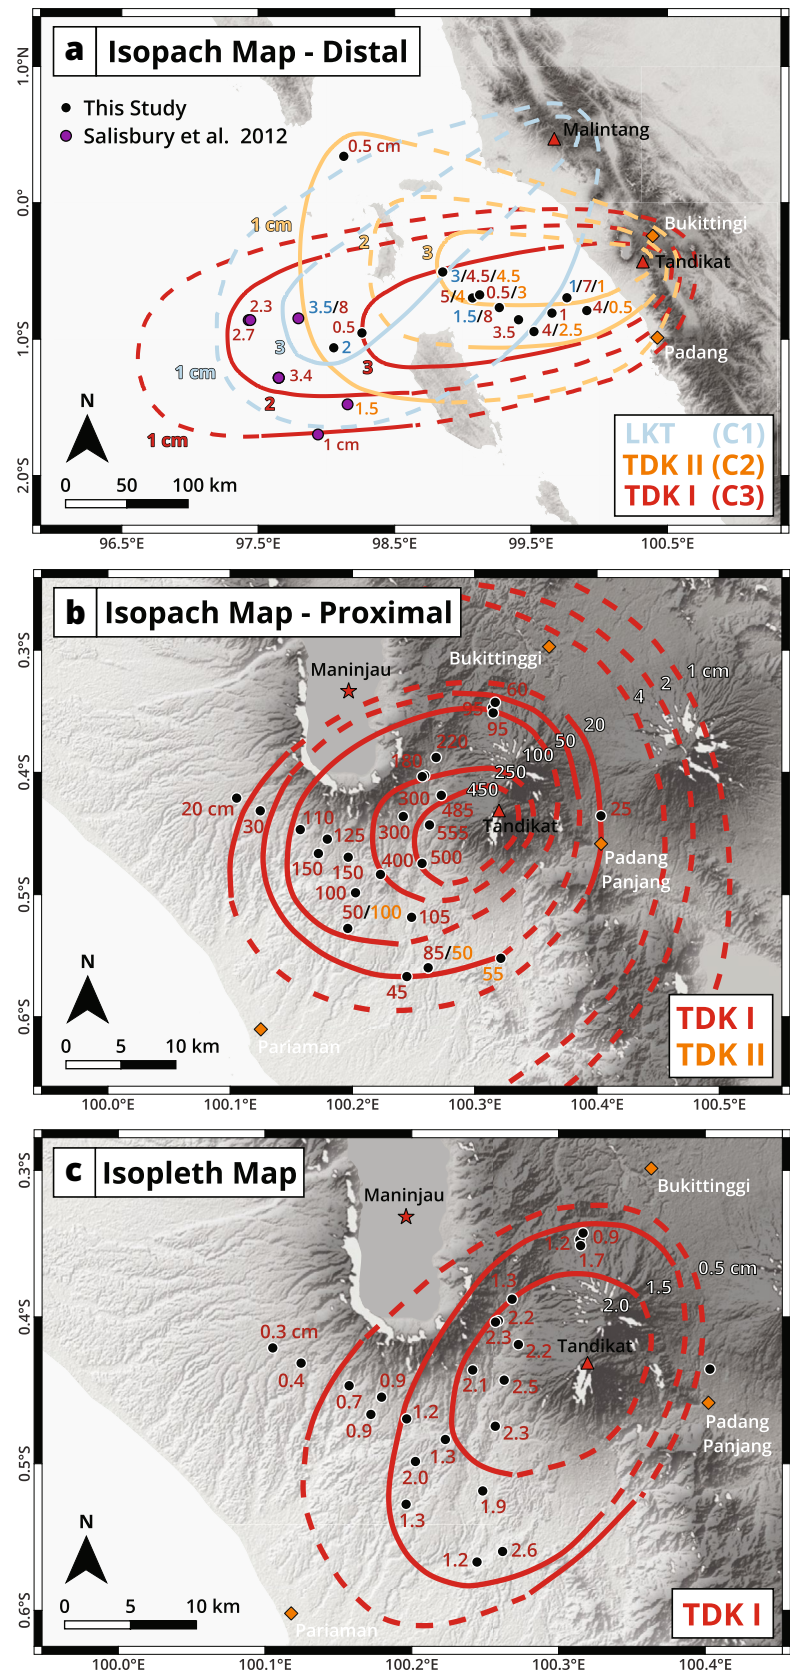 a Isopach Map - Distal
This Study
Salisbury et al. 2012
Malintang
0.5 cm
1 cm
2
3
Bukittingi
Tandikat
3/4.5/4.5
5/4
0.5/3
1/7/1
1.5/8
1
4/0.5
3.5
4/2.5
2.3
2.7
3.5/8
0.5
3
2
3
1 cm
3.4
2
1.5
1 cm
1 cm
Padang
N
0 50 100 km
LKT (C1)
TDK II (C2)
TDK I (C3)
1.0°N
0.0°
1.0°S
2.0°S
96.5°E 97.5°E 98.5°E 99.5°E 100.5°E
b Isopach Map - Proximal
Maninjau
Bukittinggi
1 cm
2
4
20
50
100
250
450
60
95
95
220
180
300
485
Tandikat
20 cm
30
110
125
300
555
150
150
400
500
100
50/100
105
85/50
55
45
25
Padang
Panjang
Pariaman
N
0 5 10 km
TDK I
TDK II
0.3°S
0.4°S
0.5°S
0.6°S
100.0°E 100.1°E 100.2°E 100.3°E 100.4°E 100.5°E
c Isopleth Map
Maninjau
Bukittinggi
0.5 cm
1.5
2.0
0.9
1.2
1.7
1.3
2.2
2.3
2.2
Tandikat
0.3 cm
0.4
0.7
0.9
0.9
1.2
2.1
2.5
2.3
1.3
2.0
1.3
1.9
1.2
2.6
Padang
Panjang
Pariaman
N
0 5 10 km
TDK I
0.3°S
0.4°S
0.5°S
0.6°S
100.0°E 100.1°E 100.2°E 100.3°E 100.4°E